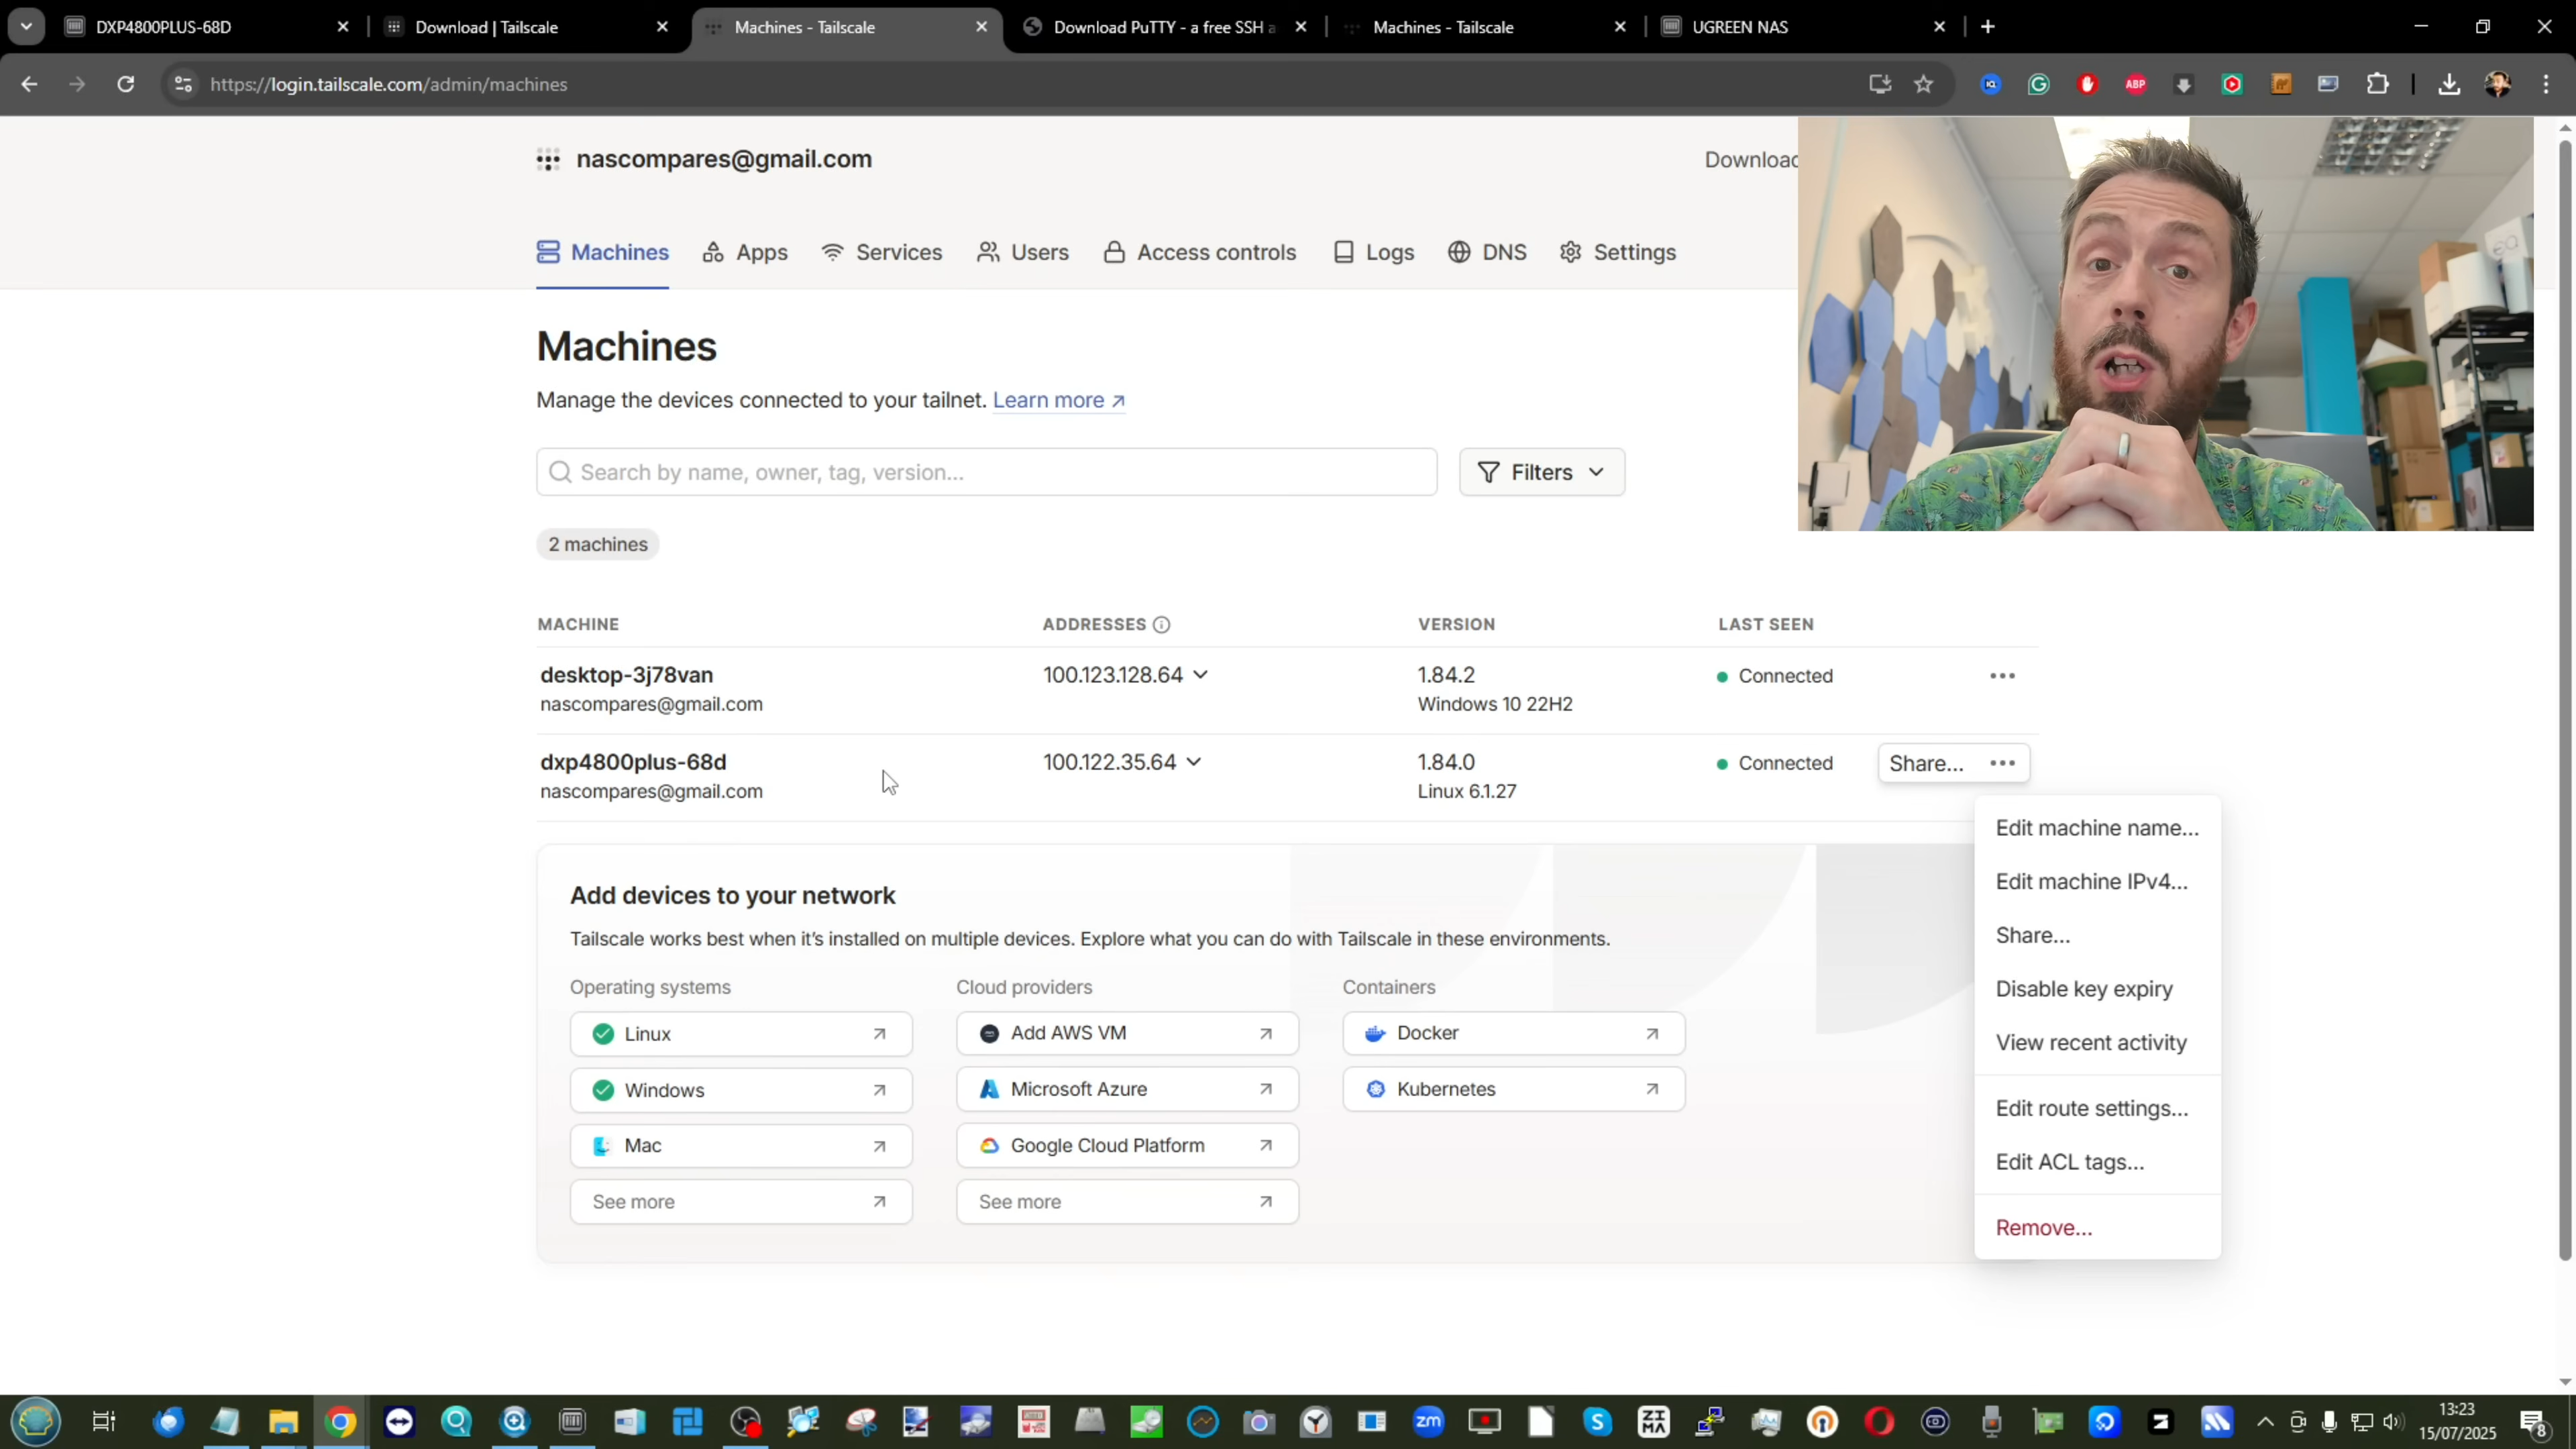 DXP4800PLUS-68D
Download | Tailscale
Machines - Tailscale
Download PuTTY - a free SSH a
Machines - Tailscale
UGREEN NAS
https://login.tailscale.com/admin/machines
ABP
nascompares@gmail.com
Download
Machines
Apps
Services
Users
Access controls
Logs
DNS
Settings
Machines
Manage the devices connected to your tailnet. Learn more ↗
Search by name, owner, tag, version...
Filters
2 machines
MACHINE
ADDRESSES
VERSION
LAST SEEN
desktop-3j78van
100.123.128.64
1.84.2
Connected
nascompares@gmail.com
Windows 10 22H2
dxp4800plus-68d
100.122.35.64
1.84.0
Connected
Share...
nascompares@gmail.com
Linux 6.1.27
Edit machine name...
Edit machine IPv4...
Share...
Disable key expiry
View recent activity
Edit route settings...
Edit ACL tags...
Remove...
Add devices to your network
Tailscale works best when it's installed on multiple devices. Explore what you can do with Tailscale in these environments.
Operating systems
Cloud providers
Containers
Linux
Add AWS VM
Docker
Windows
Microsoft Azure
Kubernetes
Mac
Google Cloud Platform
See more
See more
zm
ZI
MA
13:23
15/07/2025
8